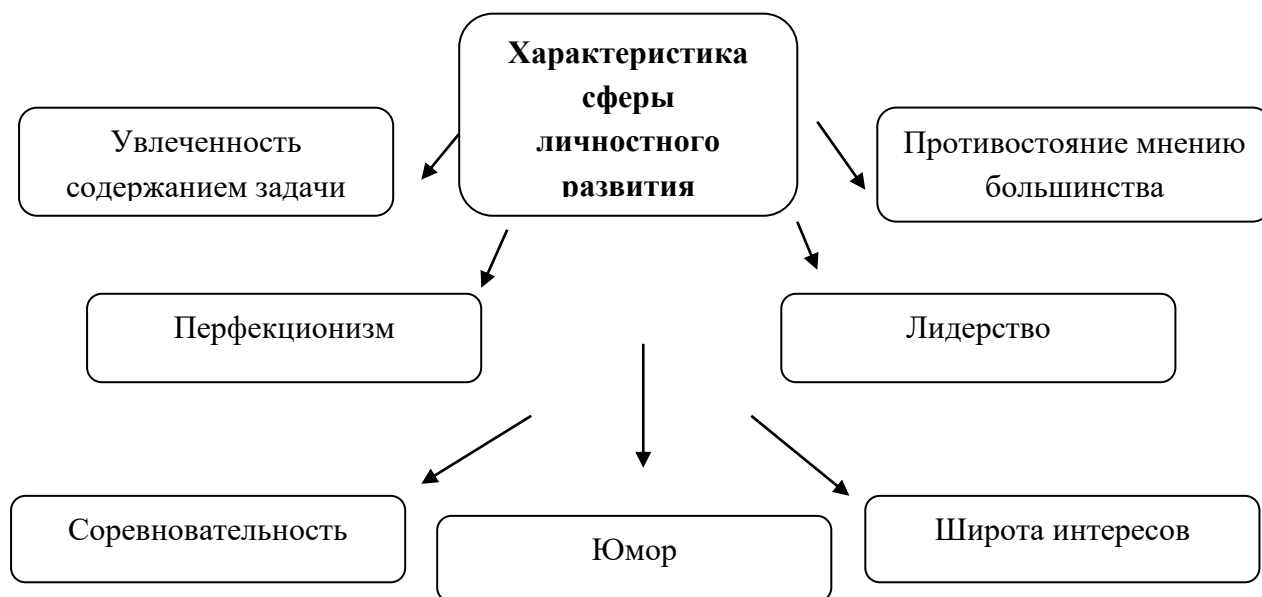 Характеристика
сферы
личностного
развития
Увлеченность
содержанием задачи
Противостояние мнению
большинства
Перфекционизм
Лидерство
Соревновательность
Юмор
Широта интересов